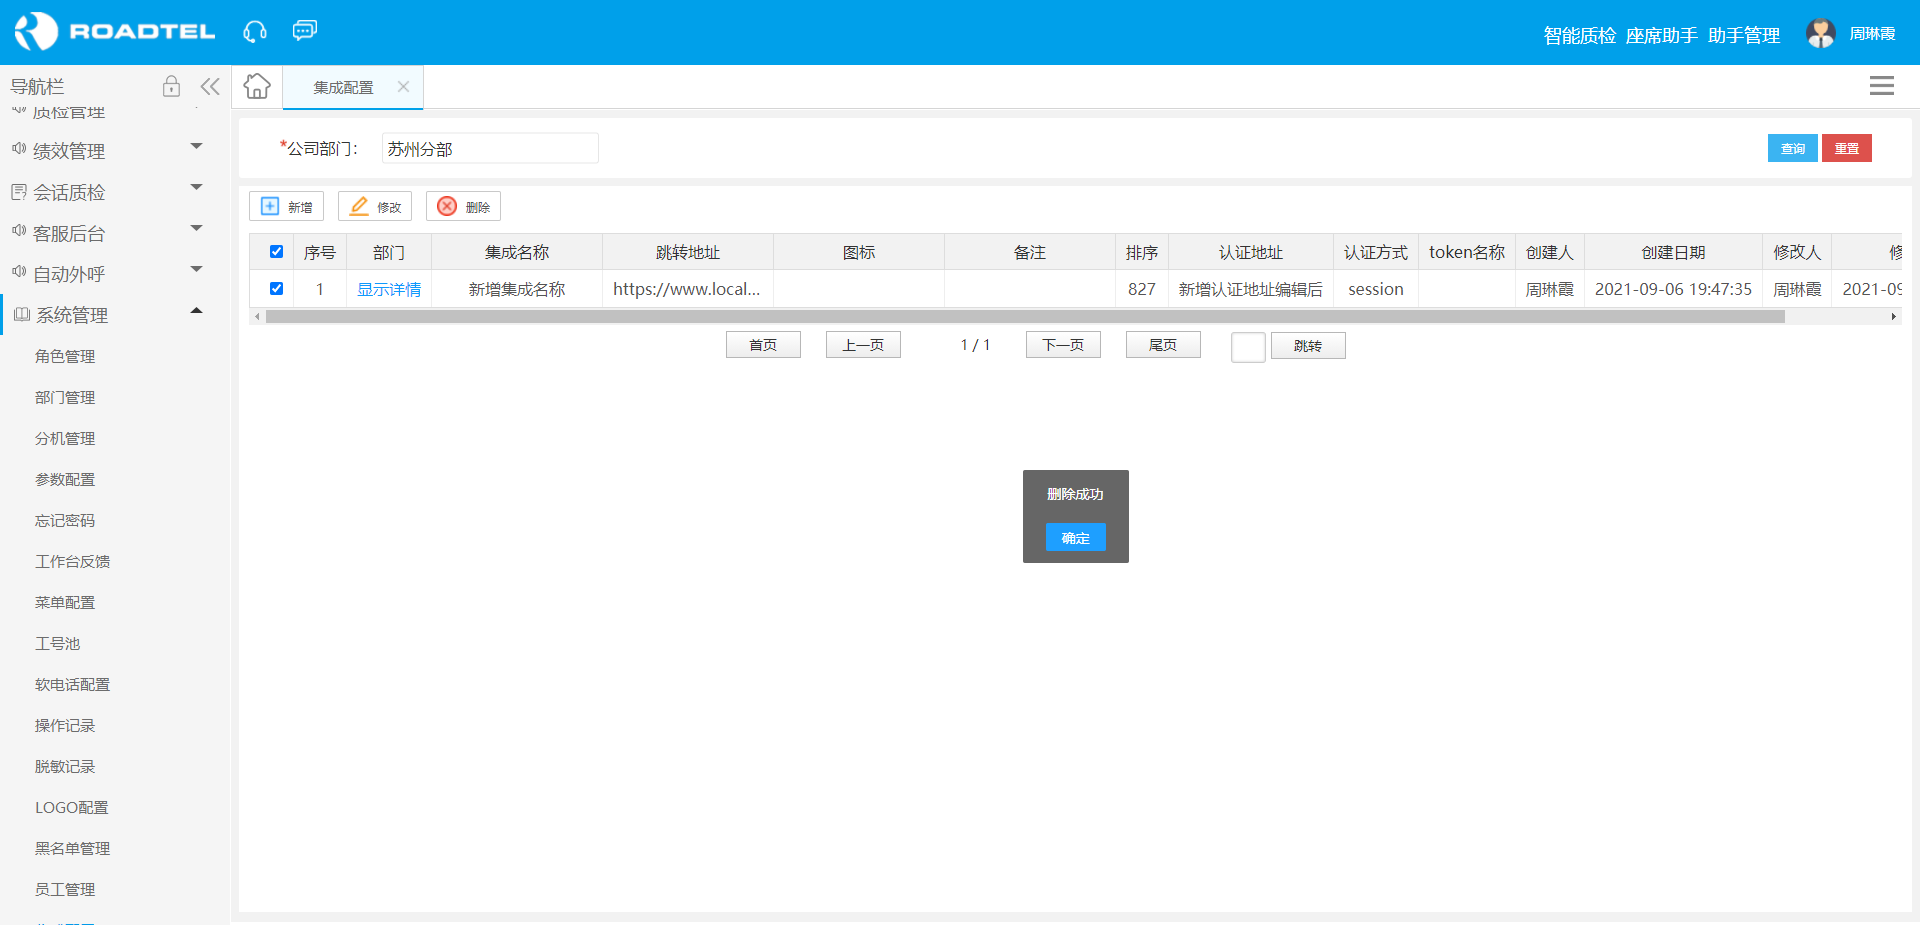 ROADTEL
智能质检 座席助手 助手管理 周琳霞
导航栏
集成配置
质检管理
绩效管理
会话质检
客服后台
自动外呼
系统管理
角色管理
部门管理
分机管理
参数配置
忘记密码
工作台反馈
菜单配置
工号池
软电话配置
操作记录
脱敏记录
LOGO配置
黑名单管理
员工管理
*公司部门： 苏州分部 查询 重置
新增 修改 删除
序号 部门 集成名称 跳转地址 图标 备注 排序 认证地址 认证方式 token名称 创建人 创建日期 修改人 修
1 显示详情 新增集成名称 https://www.local... 827 新增认证地址编辑后 session 周琳霞 2021-09-06 19:47:35 周琳霞 2021-09
首页 上一页 1 / 1 下一页 尾页 跳转
删除成功
确定